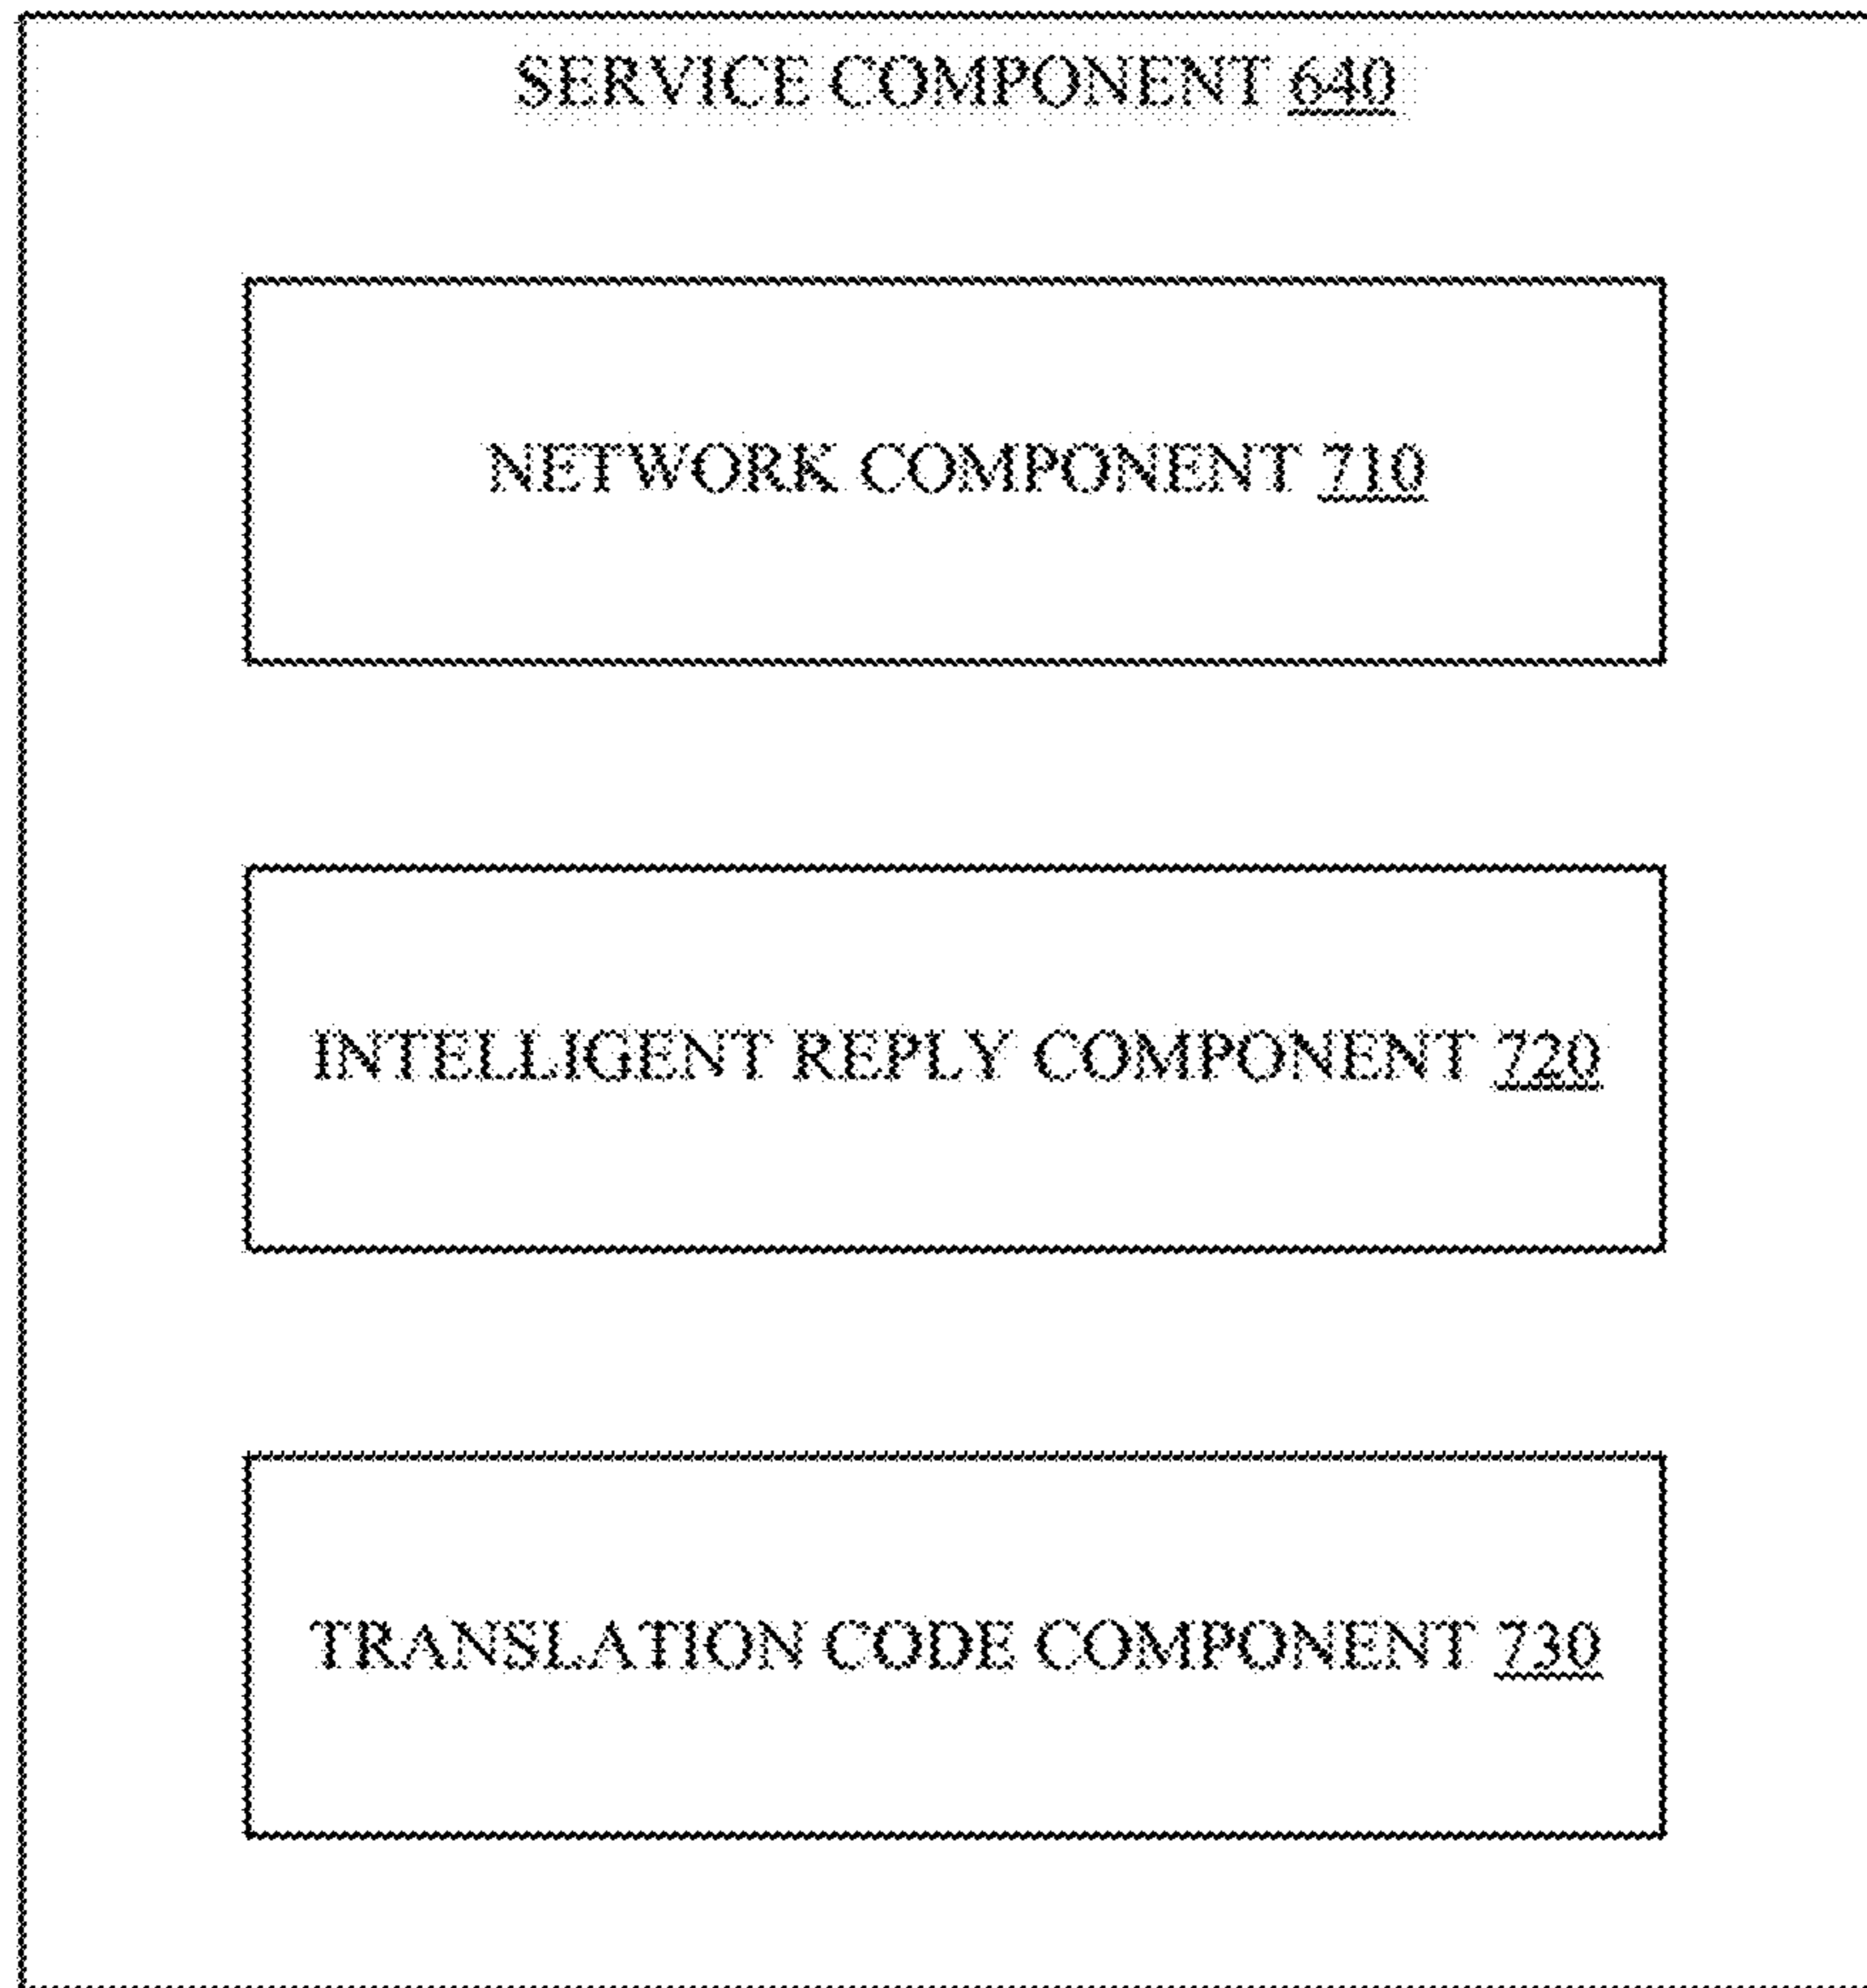 SERVICE COMPONENT 640
NETWORK COMPONENT 710
INTELLIGENT REPLY COMPONENT 720
TRANSLATION CODE COMPONENT 730